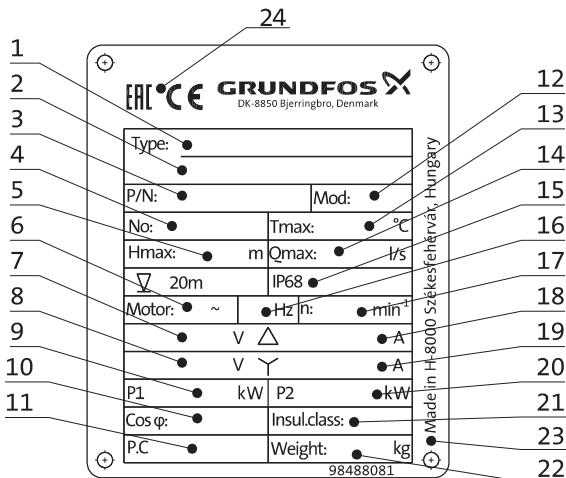 24
1
2
3
4
5
6
7
8
9
10
11
EAC CE GRUNDFOS
DK-8850 Bjerringbro, Denmark
Type:
P/N: Mod:
No: Tmax: °C
Hmax: m Qmax: l/s
20m IP68
Motor: ~ Hz n: min-1
V △ A
V Y A
P1 kW P2 kW
Cos φ: Insul.class:
P.C Weight: kg
98488081
Made in H-8000 Székesfehérvár, Hungary
12
13
14
15
16
17
18
19
20
21
23
22